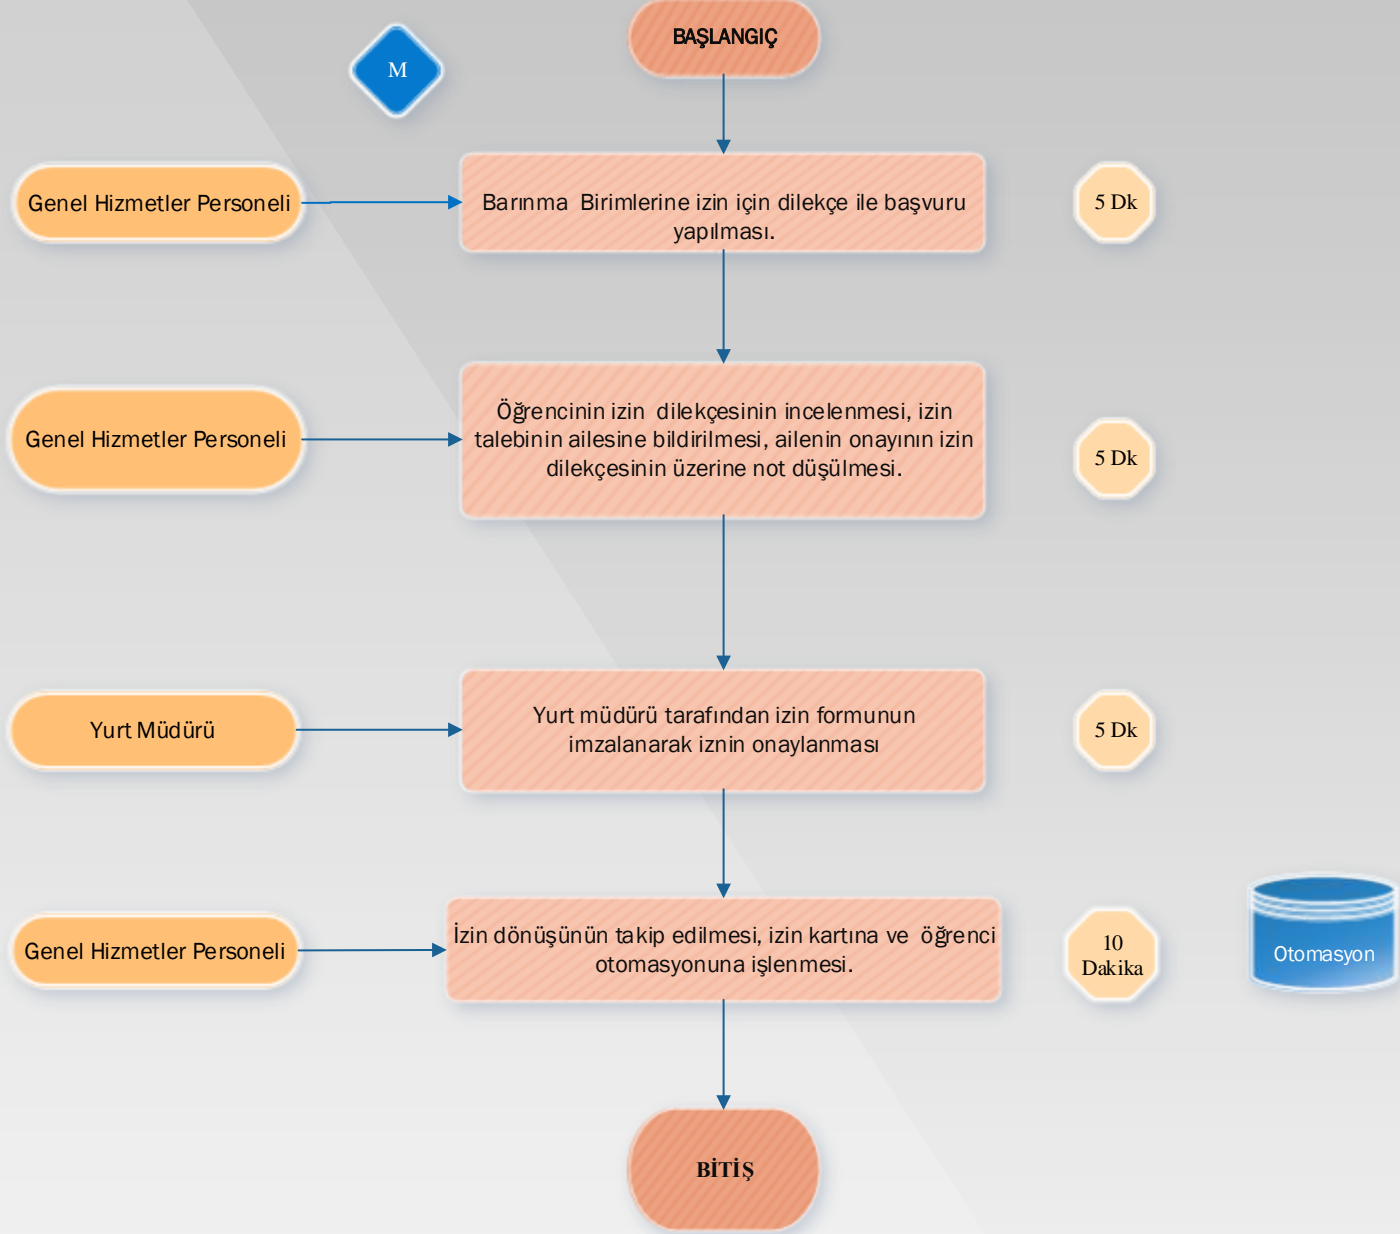 BAŞLANGIÇ
M
Genel Hizmetler Personeli
Barınma Birimlerine izin için dilekçe ile başvuru
yapılması.
5 Dk
Genel Hizmetler Personeli
Öğrencinin izin dilekçesinin incelenmesi, izin
talebinin ailesine bildirilmesi, ailenin onayının izin
dilekçesinin üzerine not düşülmesi.
5 Dk
Yurt Müdürü
Yurt müdürü tarafından izin formunun
imzalanarak iznin onaylanması
5 Dk
Genel Hizmetler Personeli
İzin dönüşünün takip edilmesi, izin kartına ve öğrenci
otomasyonuna işlenmesi.
10
Dakika
Otomasyon
BİTİŞ